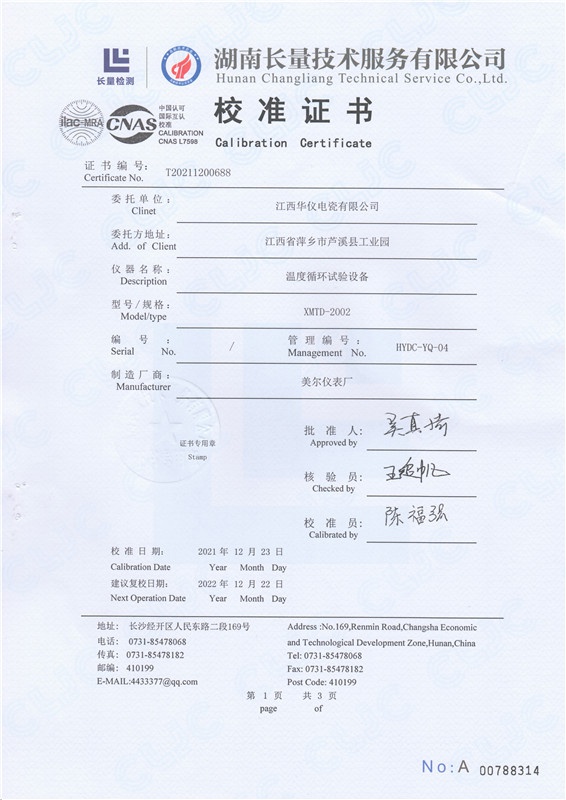 长量检测
湖南长量技术服务有限公司
Hunan Changliang Technical Service Co.,Ltd.
ilac-MRA
CNAS
中国认可
国际互认
校准
CALIBRATION
CNAS L7598
校准证书
Calibration Certificate
证书编号:
Certificate No. T20211200688
委托单位: 江西华仪电瓷有限公司
Clinet
委托方地址: 江西省萍乡市芦溪县工业园
Add. of Client
仪器名称: 温度循环试验设备
Description
型号/规格: XMTD-2002
Model/type
编号: / 管理编号: HYDC-YQ-04
Serial No. Management No.
制造厂商: 美尔仪表厂
Manufacturer
证书专用章
Stamp
批准人:
Approved by
核验员:
Checked by
校准员: 陈福强
Calibrated by
校准日期: 2021 年 12 月 23 日
Calibration Date Year Month Day
建议复校日期: 2022 年 12 月 22 日
Next Operation Date Year Month Day
地址: 长沙经开区人民东路二段169号
电话: 0731-85478068
传真: 0731-85478182
邮编: 410199
E-MAIL:4433377@qq.com
Address :No.169,Renmin Road,Changsha Economic
and Technological Development Zone,Hunan,China
Tel: 0731-85478068
Fax: 0731-85478182
Post Code: 410199
第 1 页 共 3 页
page of
No:A 00788314